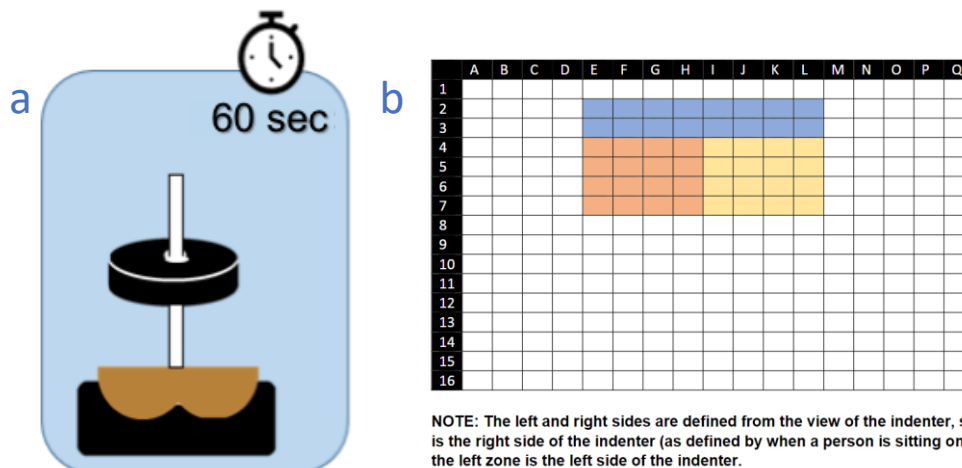 a
60 sec
b
A B C D E F G H I J K L M N O P Q
1
2
3
4
5
6
7
8
9
10
11
12
13
14
15
16
NOTE: The left and right sides are defined from the view of the indenter, s
is the right side of the indenter (as defined by when a person is sitting on
the left zone is the left side of the indenter.